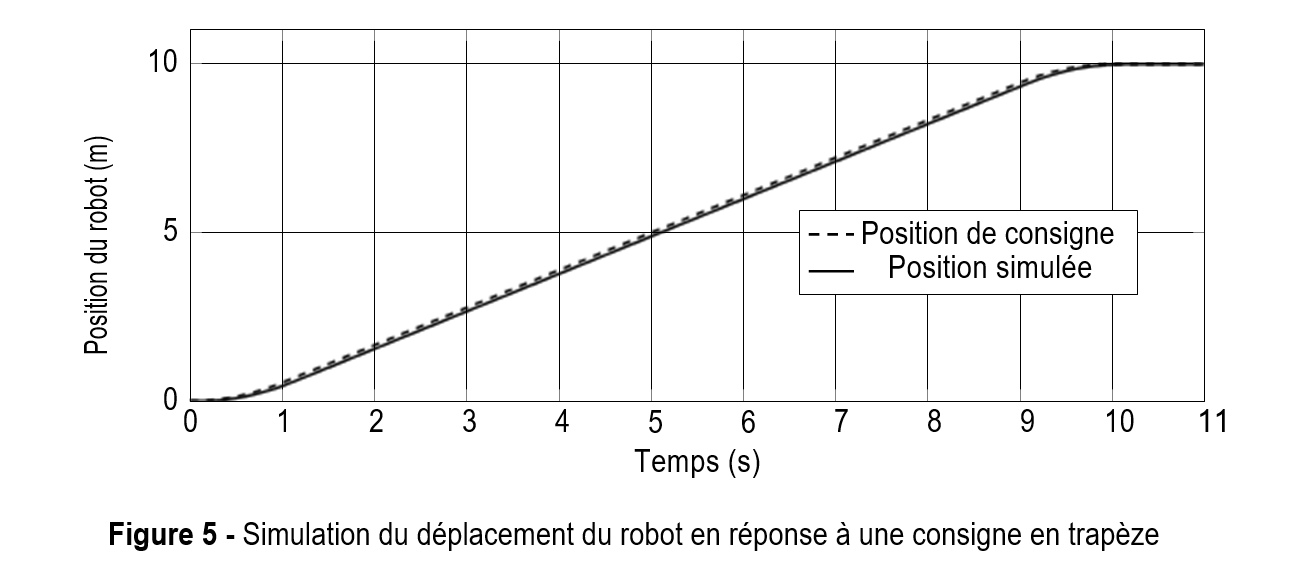 10
5
0
Position du robot (m)
Position de consigne
Position simulée
0 1 2 3 4 5 6 7 8 9 10 11
Temps (s)
Figure 5 - Simulation du déplacement du robot en réponse à une consigne en trapèze